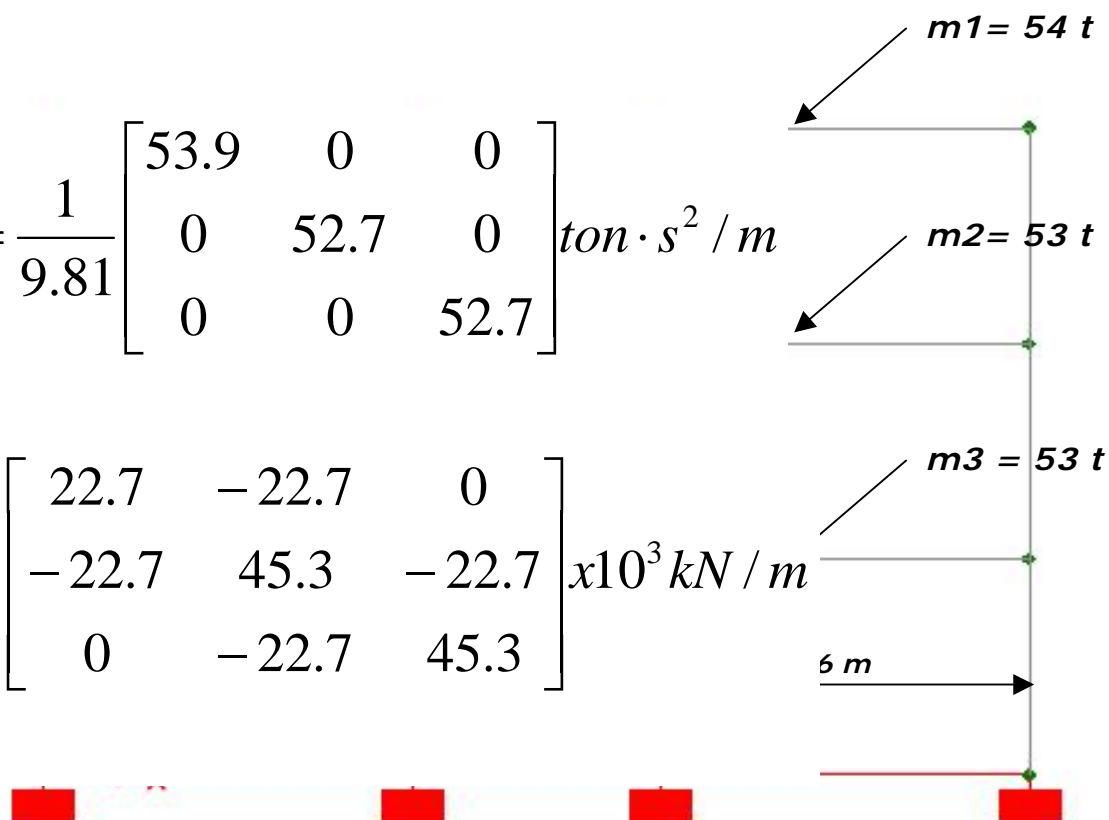 m1= 54 t
= 1/9.81 [53.9 0 0
0 52.7 0
0 0 52.7] ton·s² / m
m2= 53 t
m3 = 53 t
[22.7 −22.7 0
−22.7 45.3 −22.7
0 −22.7 45.3] x10³ kN / m
6 m